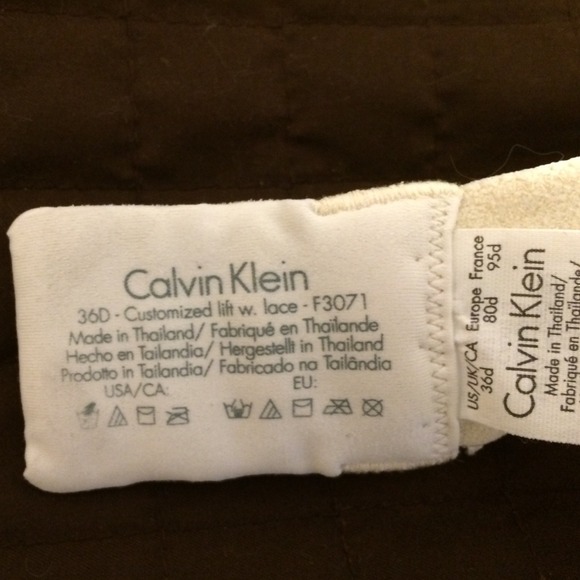 Calvin Klein
36D - Customized lift w. lace - F3071
Made in Thailand/ Fabriqué en Thaïlande
Hecho en Tailandia/ Hergestellt in Thailand
Prodotto in Tailandia/ Fabricado na Tailândia
USA/CA: EU:
US/UK/CA Europe France
36d 80d 95d
Calvin Klein
Made in Thailand/
Fabriqué en Thaïlande/